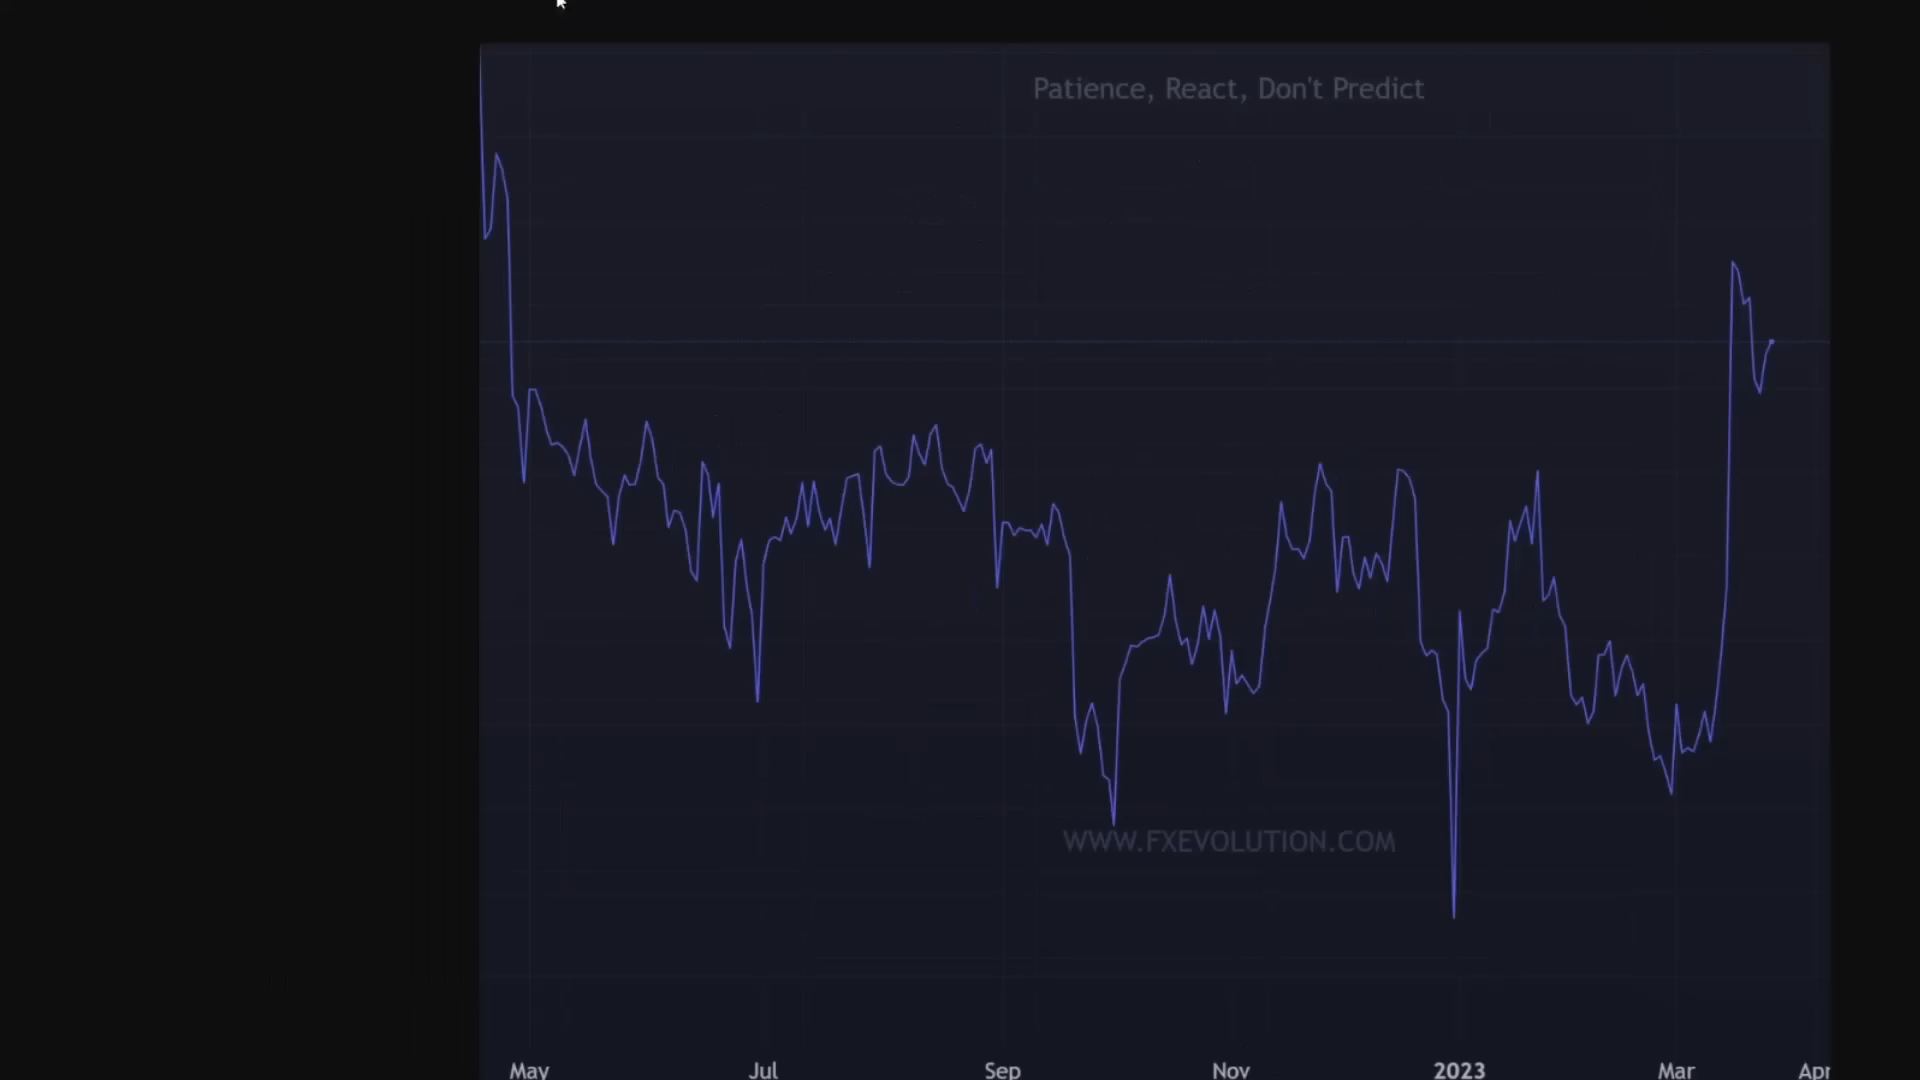 Patience, React, Don't Predict
WWW.FXEVOLUTION.COM
May Jul Sep Nov 2023 Mar Apr